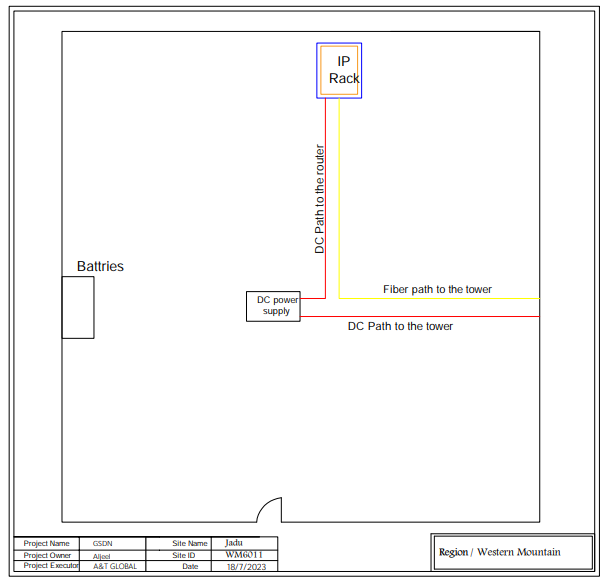 IP
Rack
DC Path to the router
Battries
DC power
supply
Fiber path to the tower
DC Path to the tower
Project Name GSDN Site Name Jadu
Project Owner Aljeel Site ID WM6011
Project Executor A&T GLOBAL Date 18/7/2023
Region / Western Mountain